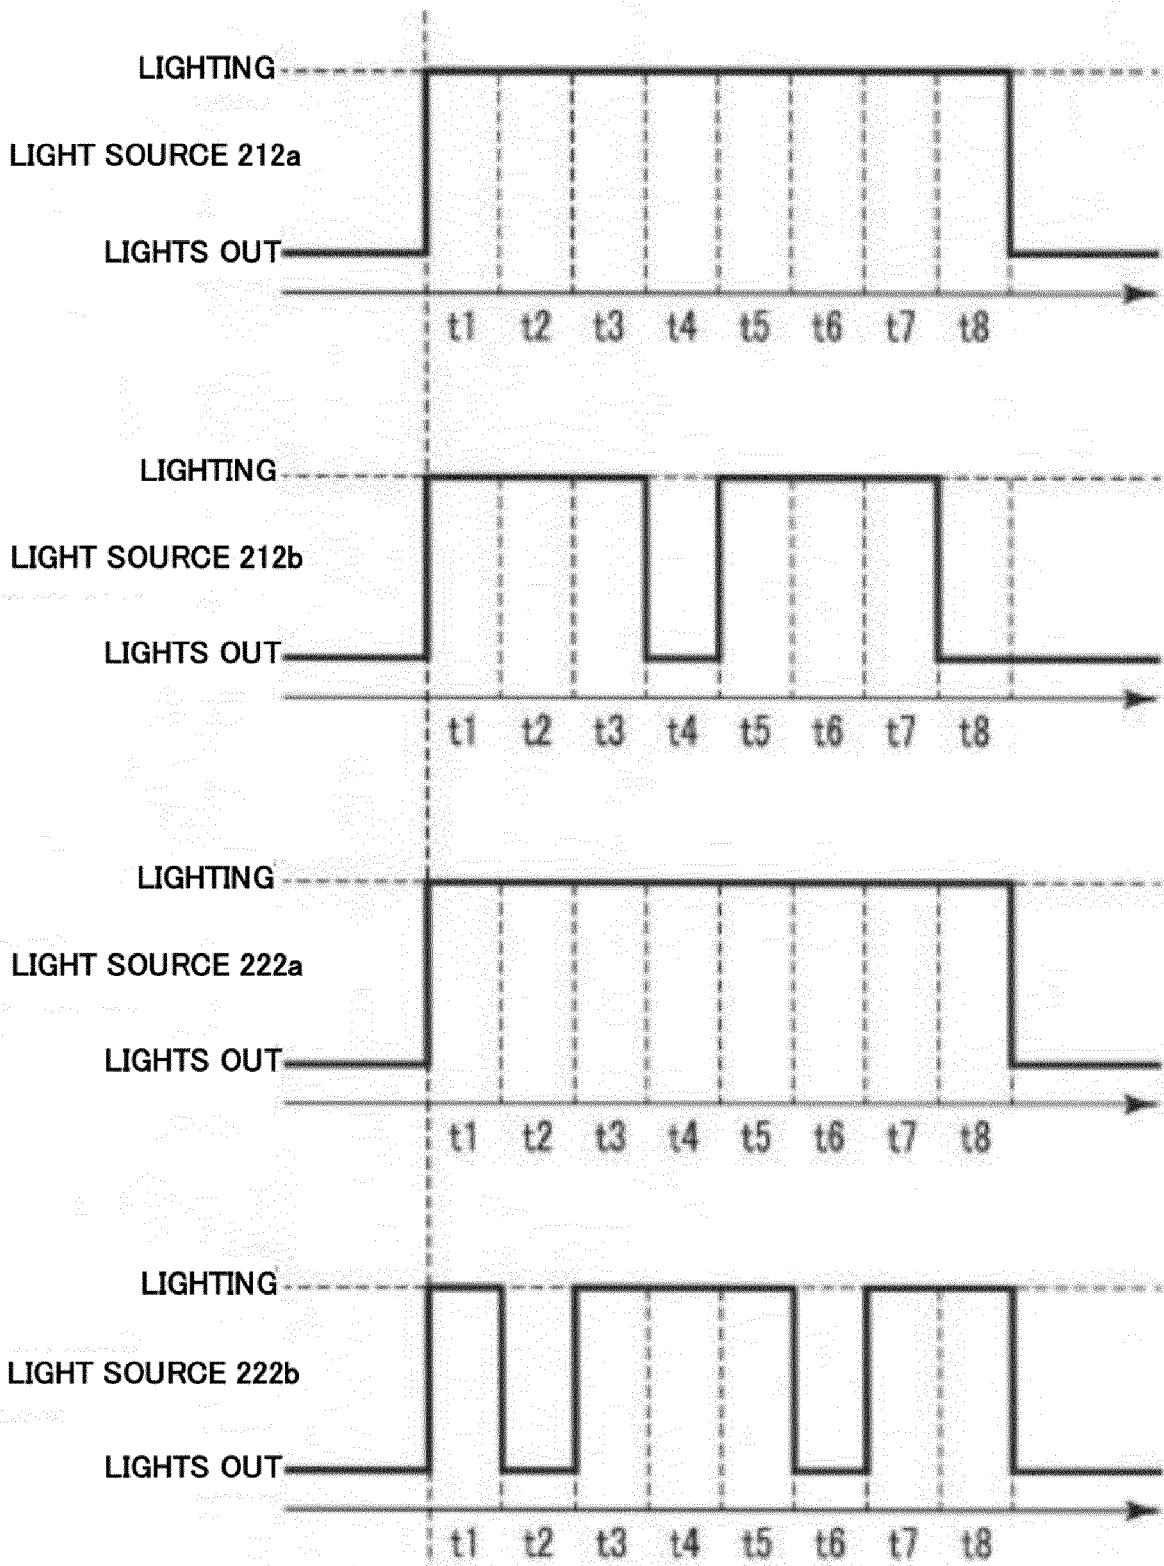 LIGHTING
LIGHT SOURCE 212a
LIGHTS OUT
t1 t2 t3 t4 t5 t6 t7 t8
LIGHTING
LIGHT SOURCE 212b
LIGHTS OUT
t1 t2 t3 t4 t5 t6 t7 t8
LIGHTING
LIGHT SOURCE 222a
LIGHTS OUT
t1 t2 t3 t4 t5 t6 t7 t8
LIGHTING
LIGHT SOURCE 222b
LIGHTS OUT
t1 t2 t3 t4 t5 t6 t7 t8